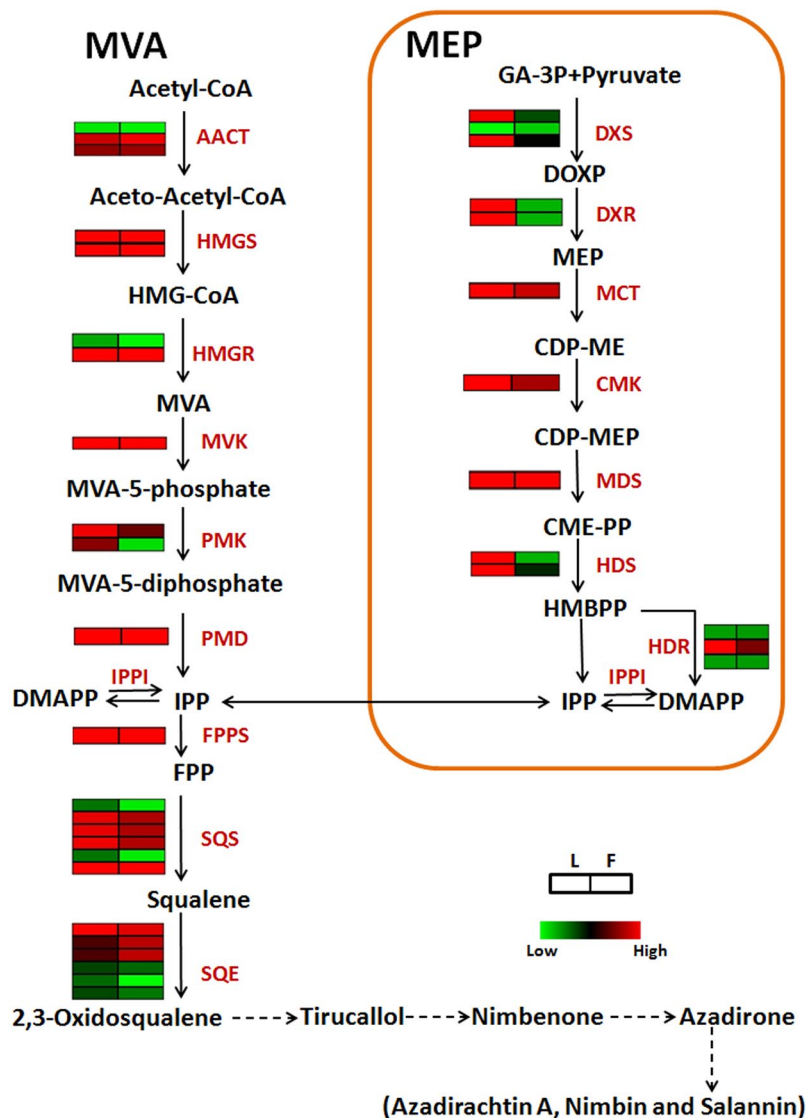 MVA
Acetyl-CoA
AACT
Aceto-Acetyl-CoA
HMGS
HMG-CoA
HMGR
MVA
MVK
MVA-5-phosphate
PMK
MVA-5-diphosphate
PMD
IPPI
DMAPP
IPP
FPPS
FPP
SQS
Squalene
SQE
2,3-Oxidosqualene
Tirucallol
Nimbenone
Azadirone
(Azadirachtin A, Nimbin and Salannin)
MEP
GA-3P+Pyruvate
DXS
DOXP
DXR
MEP
MCT
CDP-ME
CMK
CDP-MEP
MDS
CME-PP
HDS
HMBPP
HDR
IPPI
IPP
DMAPP
L F
Low High